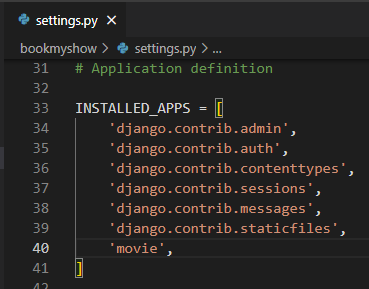 settings.py ×
bookmyshow > settings.py > ...
31 # Application definition
32
33 INSTALLED_APPS = [
34     'django.contrib.admin',
35     'django.contrib.auth',
36     'django.contrib.contenttypes',
37     'django.contrib.sessions',
38     'django.contrib.messages',
39     'django.contrib.staticfiles',
40     'movie',
41 ]
42